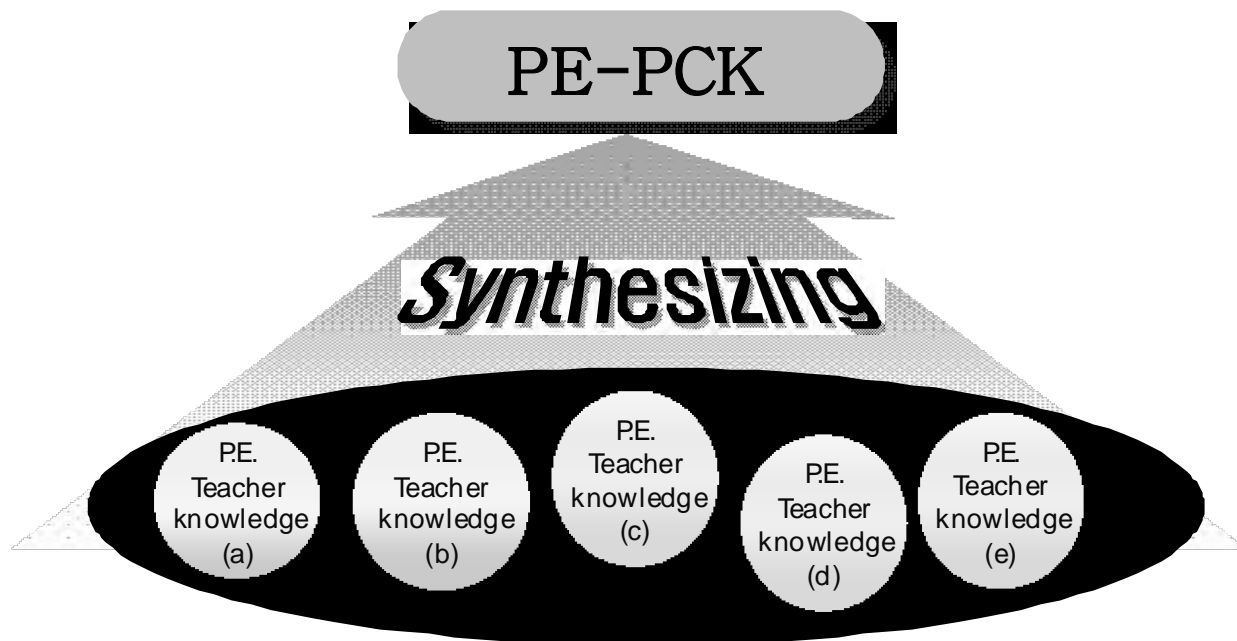 PE-PCK
Synthesizing
P.E.
Teacher
knowledge
(a)
P.E.
Teacher
knowledge
(b)
P.E.
Teacher
knowledge
(c)
P.E.
Teacher
knowledge
(d)
P.E.
Teacher
knowledge
(e)